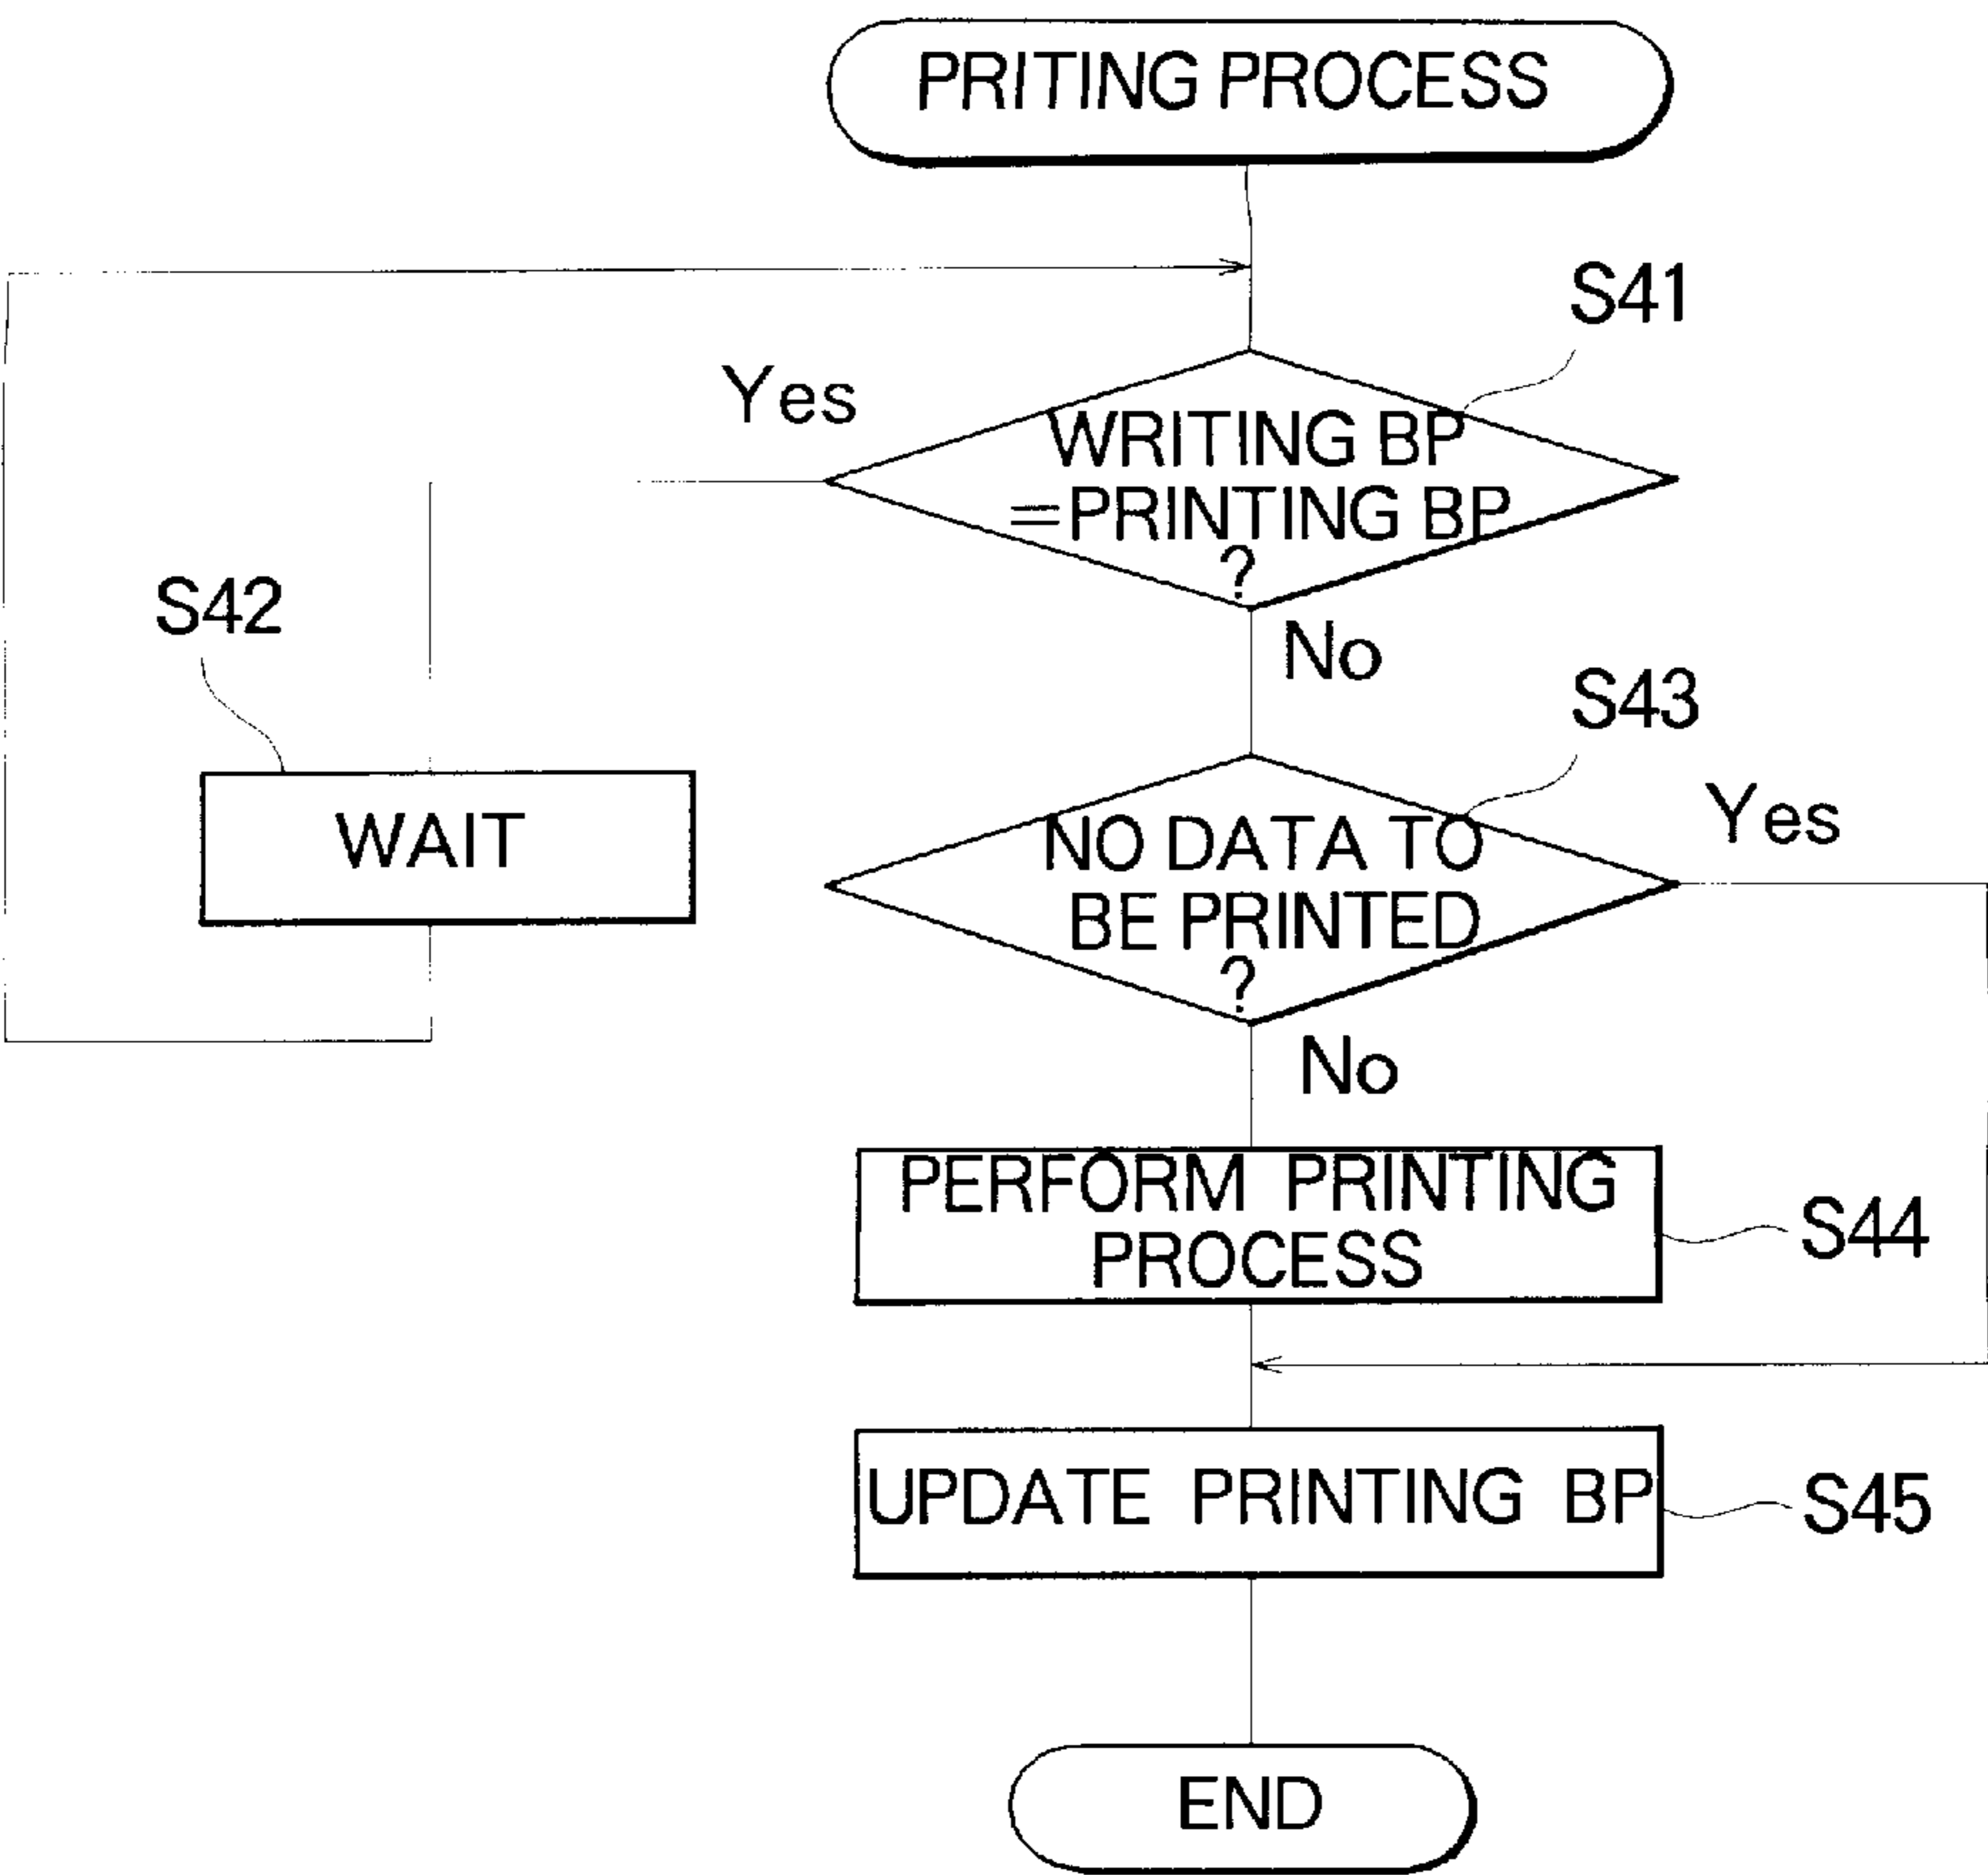 PRITING PROCESS
S41
Yes
WRITING BP
=PRINTING BP
?
No
S42
WAIT
S43
Yes
NO DATA TO
BE PRINTED
?
No
PERFORM PRINTING
PROCESS
S44
UPDATE PRINTING BP
S45
END